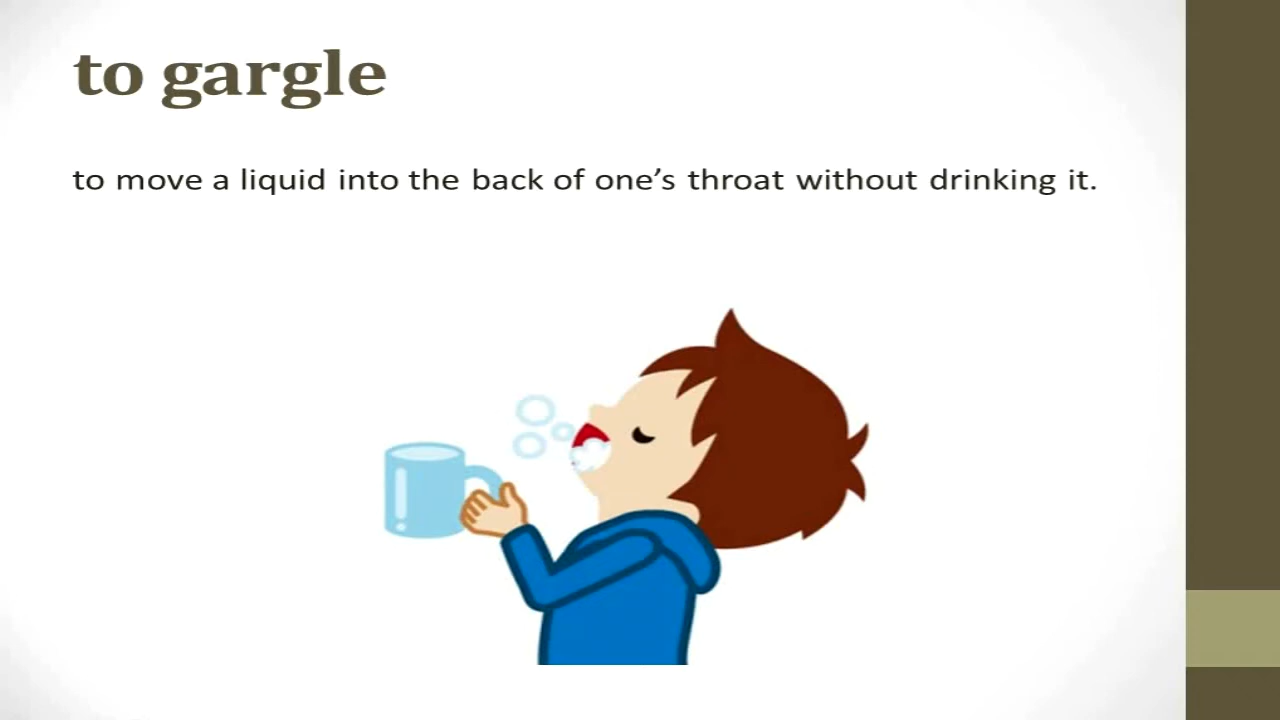 to gargle
to move a liquid into the back of one’s throat without drinking it.